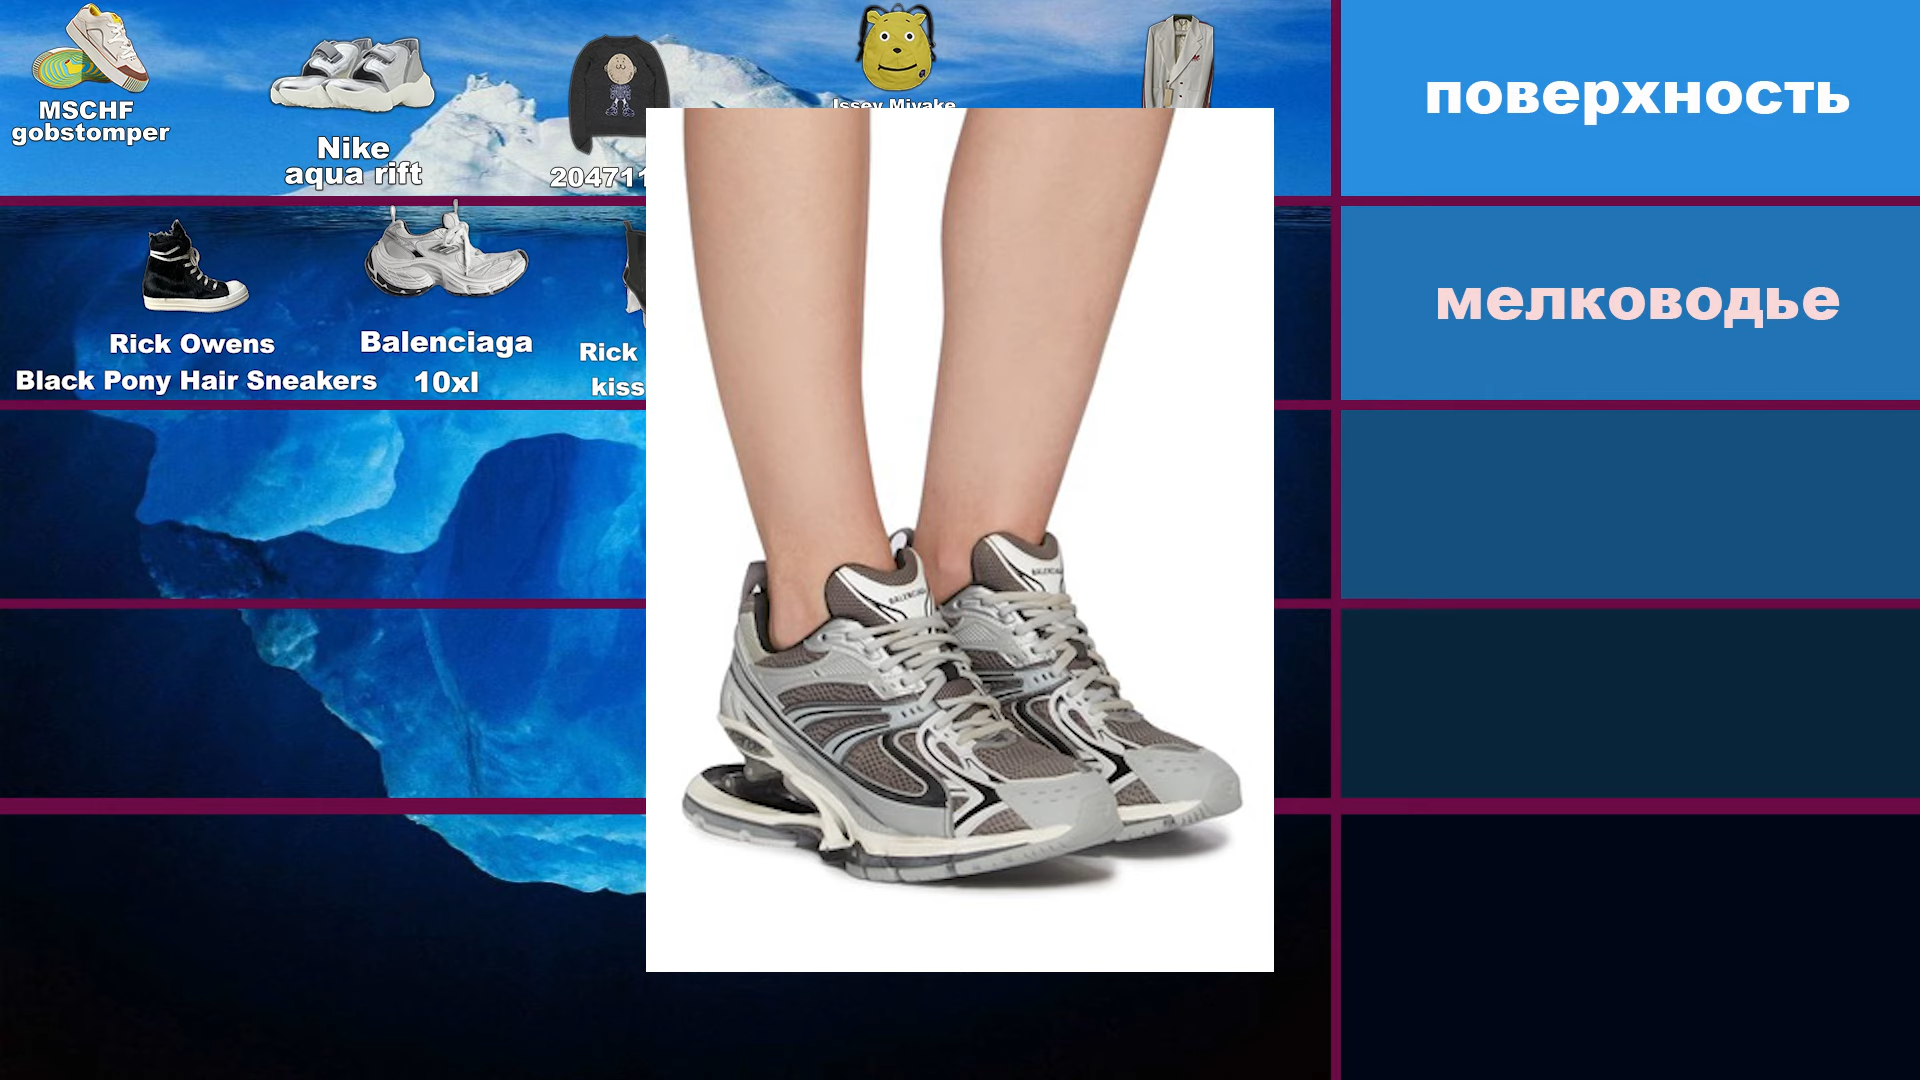 MSCHF
gobstomper
Nike
aqua rift
204711
Issey Miyake
поверхность
Rick Owens
Black Pony Hair Sneakers
Balenciaga
10xl
Rick
kiss
мелководье